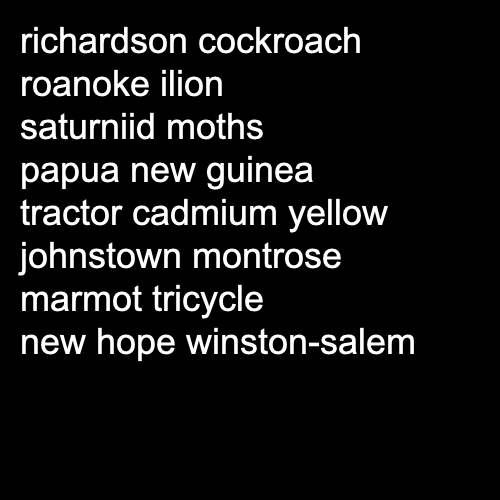 richardson cockroach
roanoke ilion
saturniid moths
papua new guinea
tractor cadmium yellow
johnstown montrose
marmot tricycle
new hope winston-salem